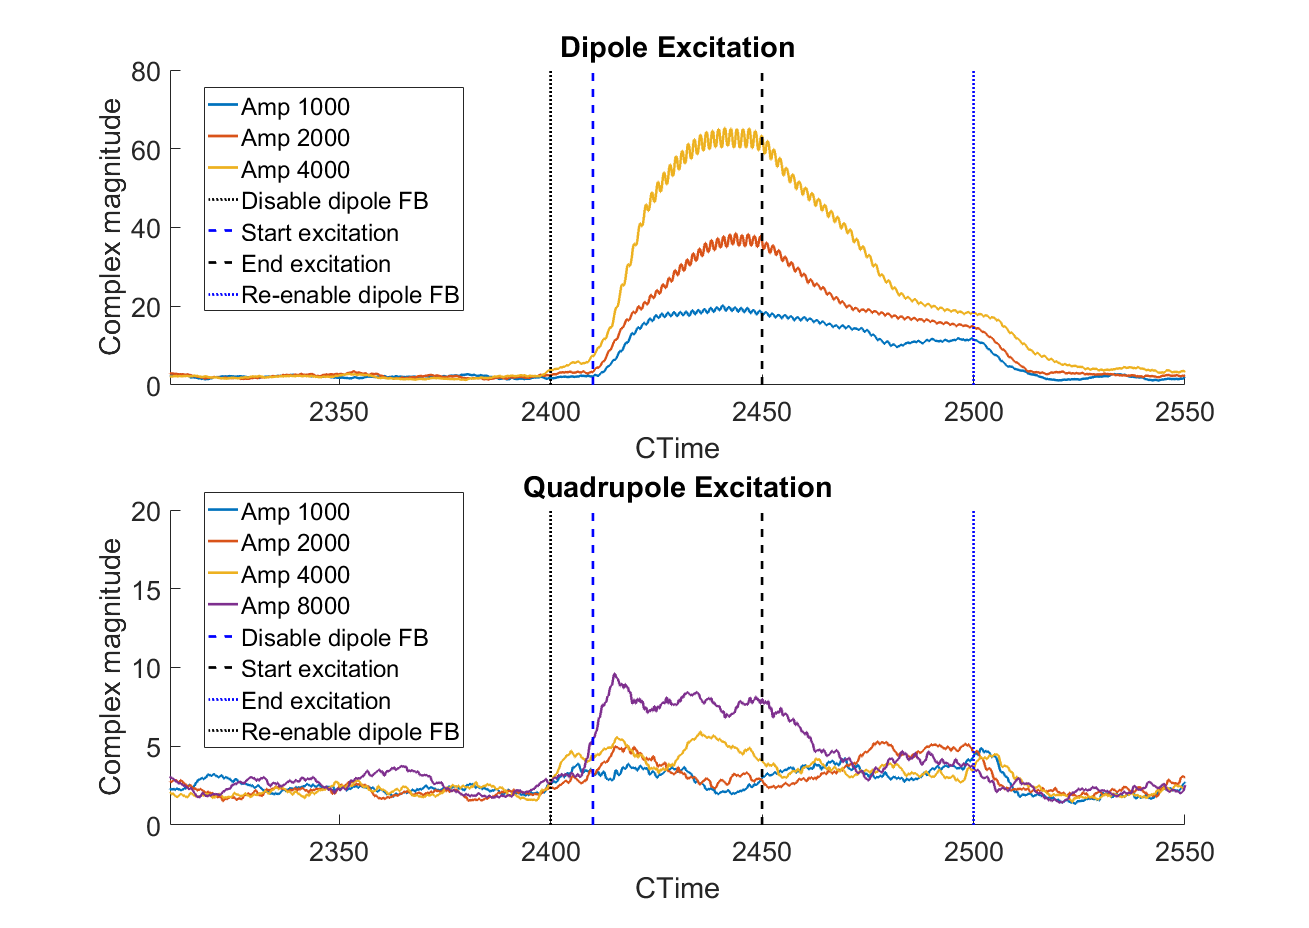 Dipole Excitation
80
60
40
20
0
Complex magnitude
Amp 1000
Amp 2000
Amp 4000
Disable dipole FB
Start excitation
End excitation
Re-enable dipole FB
2350 2400 2450 2500 2550
CTime
Quadrupole Excitation
20
15
10
5
0
Complex magnitude
Amp 1000
Amp 2000
Amp 4000
Amp 8000
Disable dipole FB
Start excitation
End excitation
Re-enable dipole FB
2350 2400 2450 2500 2550
CTime